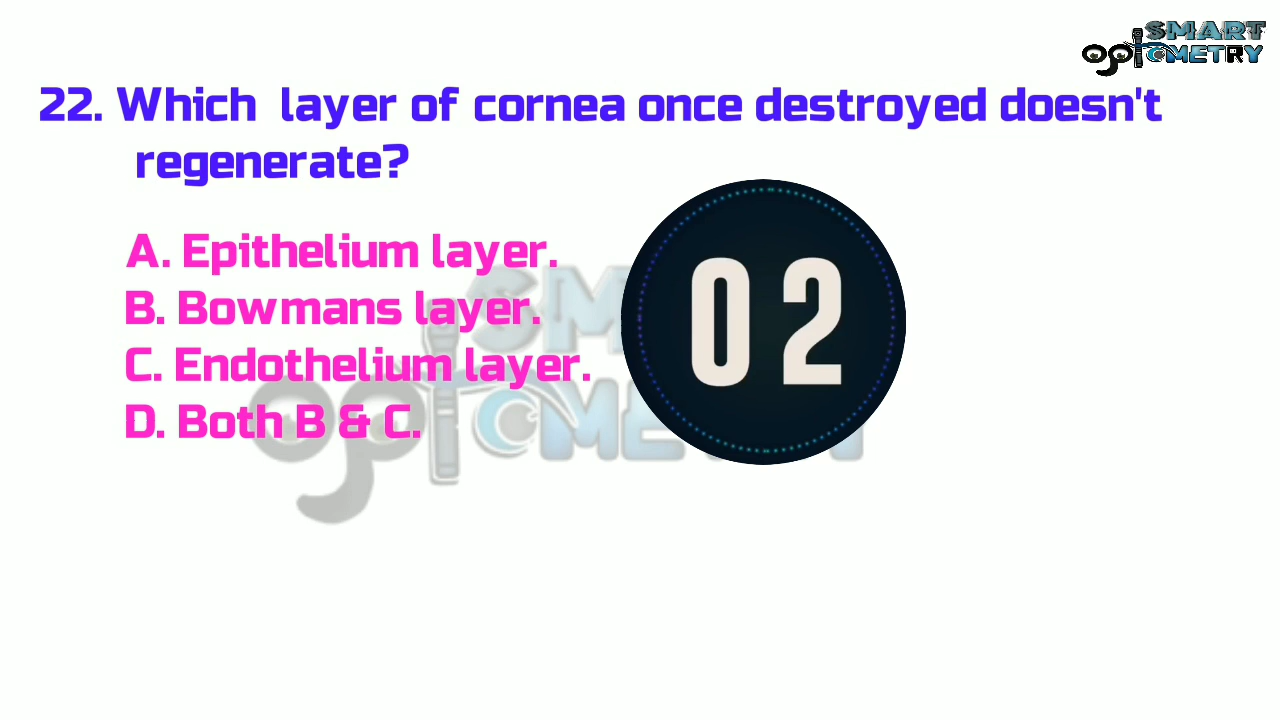 SMART
optOMETRY
22. Which layer of cornea once destroyed doesn't
regenerate?
A. Epithelium layer.
B. Bowmans layer.
C. Endothelium layer.
D. Both B & C.
02